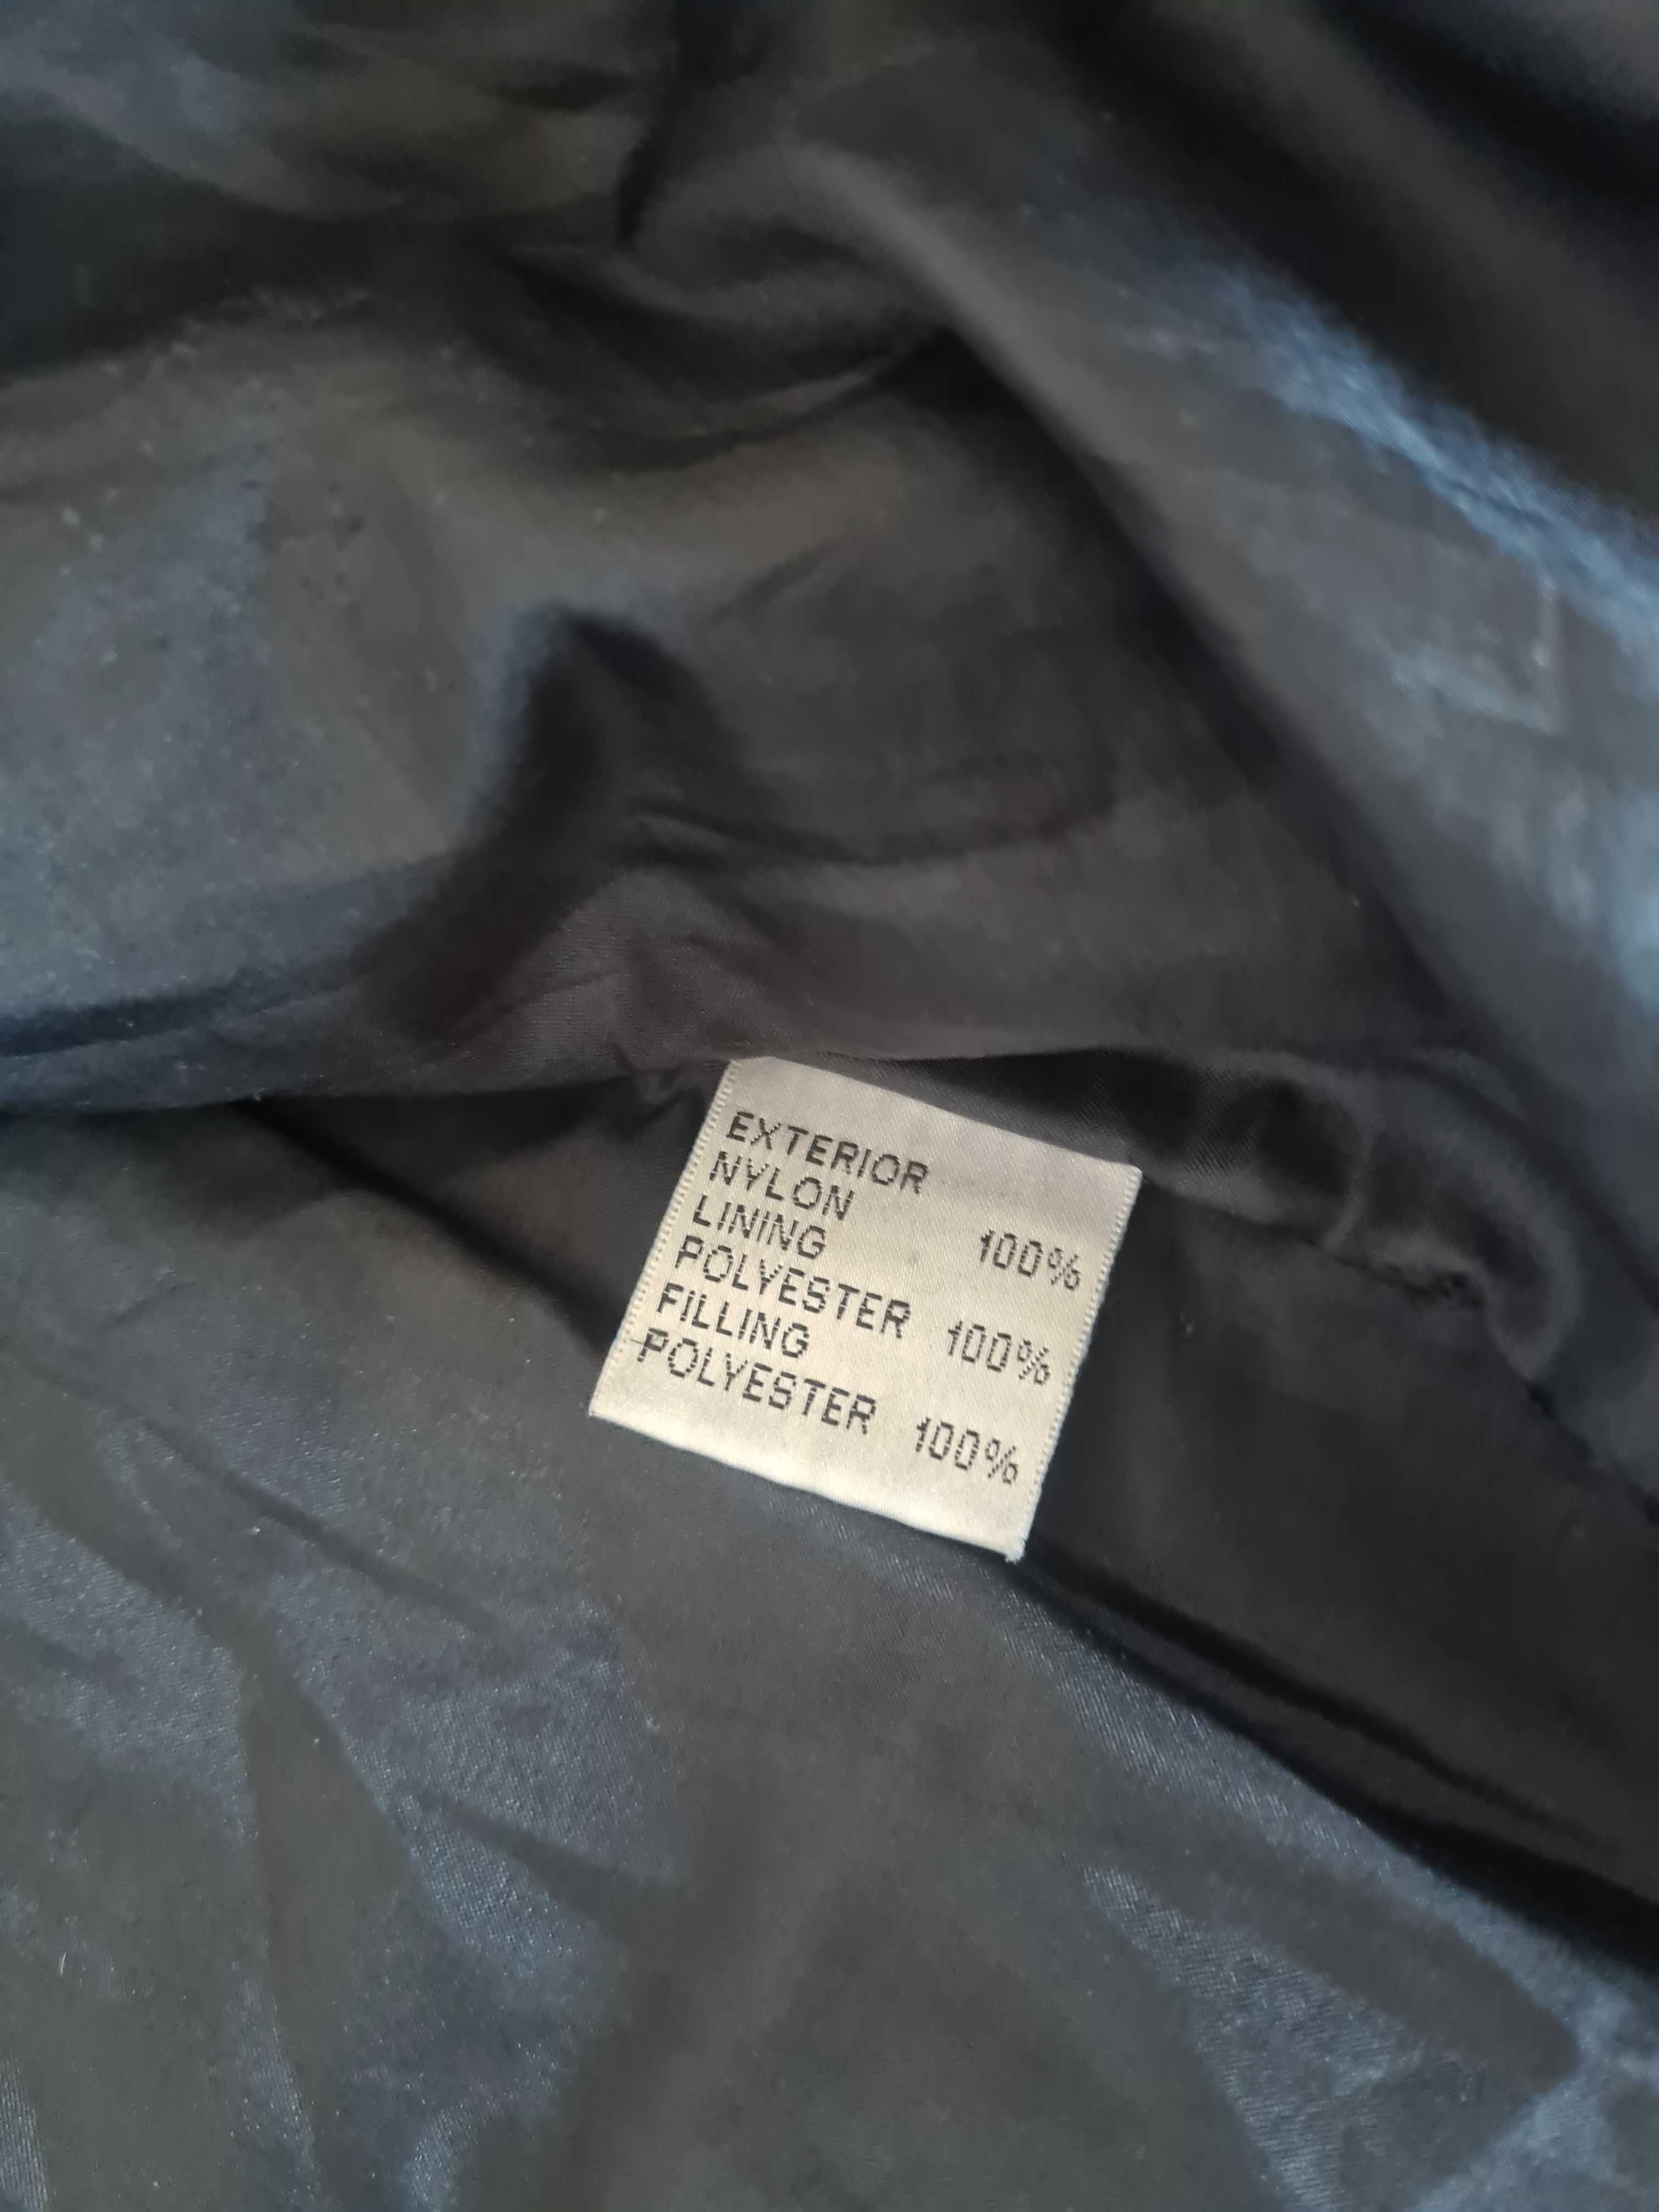 EXTERIOR
NYLON 100%
LINING
POLYESTER 100%
FILLING
POLYESTER 100%